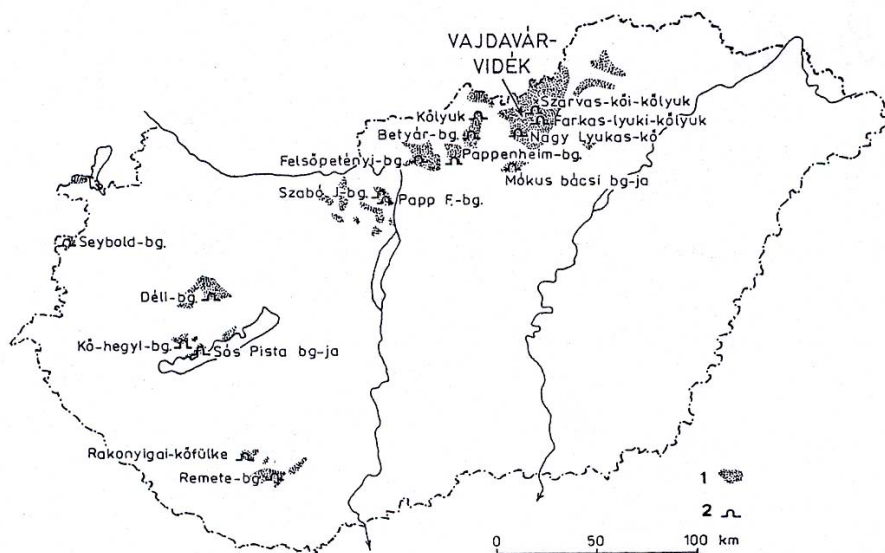 VAJDAVÁR-
VIDÉK
Szarvas-kői-kőlyuk
Kőlyuk
Farkas-lyuki-kőlyuk
Betyár-bg.
Nagy Lyukas-kő
Felsőpetényi-bg.
Pappenheim-bg.
Mókus bácsi bg-ja
Szabó J-bg.
Papp F.-bg.
Seybold-bg.
Déli-bg.
Kő-hegyi-bg.
Sós Pista bg-ja
Rakonyigai-kőfülke
Remete-bg.
1
2
0 50 100 km